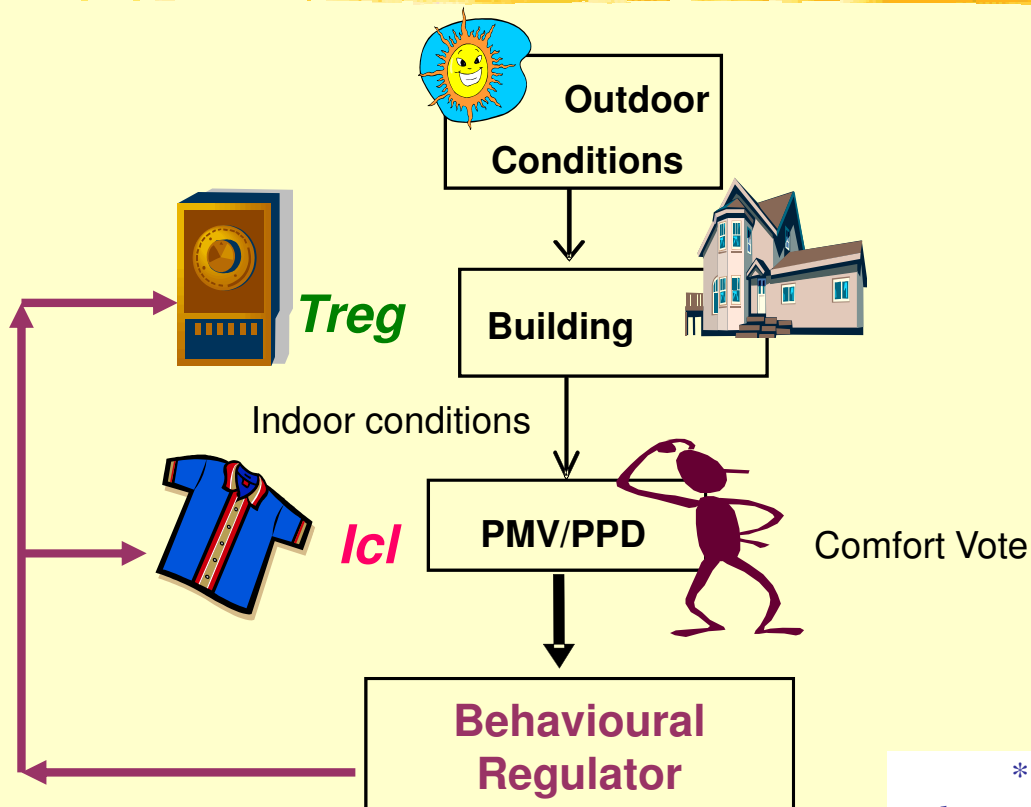 Outdoor
Conditions
Treg
Building
Indoor conditions
Icl
PMV/PPD
Comfort Vote
Behavioural
Regulator
*